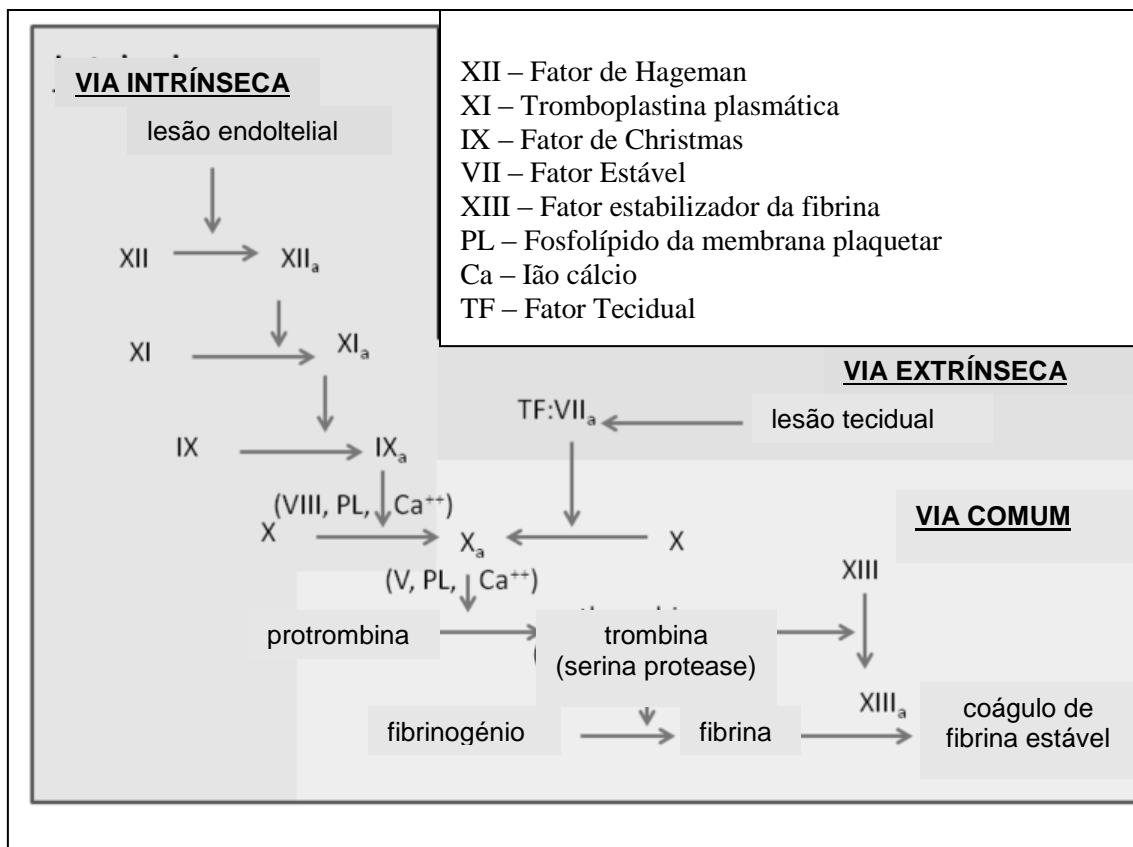 VIA INTRÍNSECA
lesão endoltelial
XII – Fator de Hageman
XI – Tromboplastina plasmática
IX – Fator de Christmas
VII – Fator Estável
XIII – Fator estabilizador da fibrina
PL – Fosfolípido da membrana plaquetar
Ca – Ião cálcio
TF – Fator Tecidual
XII XIIa
XI XIa
VIA EXTRÍNSECA
TF:VIIa lesão tecidual
IX IXa
(VIII, PL, Ca++)
VIA COMUM
X Xa X
(V, PL, Ca++)
XIII
protrombina trombina
(serina protease)
XIIIa
fibrinogénio fibrina coágulo de
fibrina estável